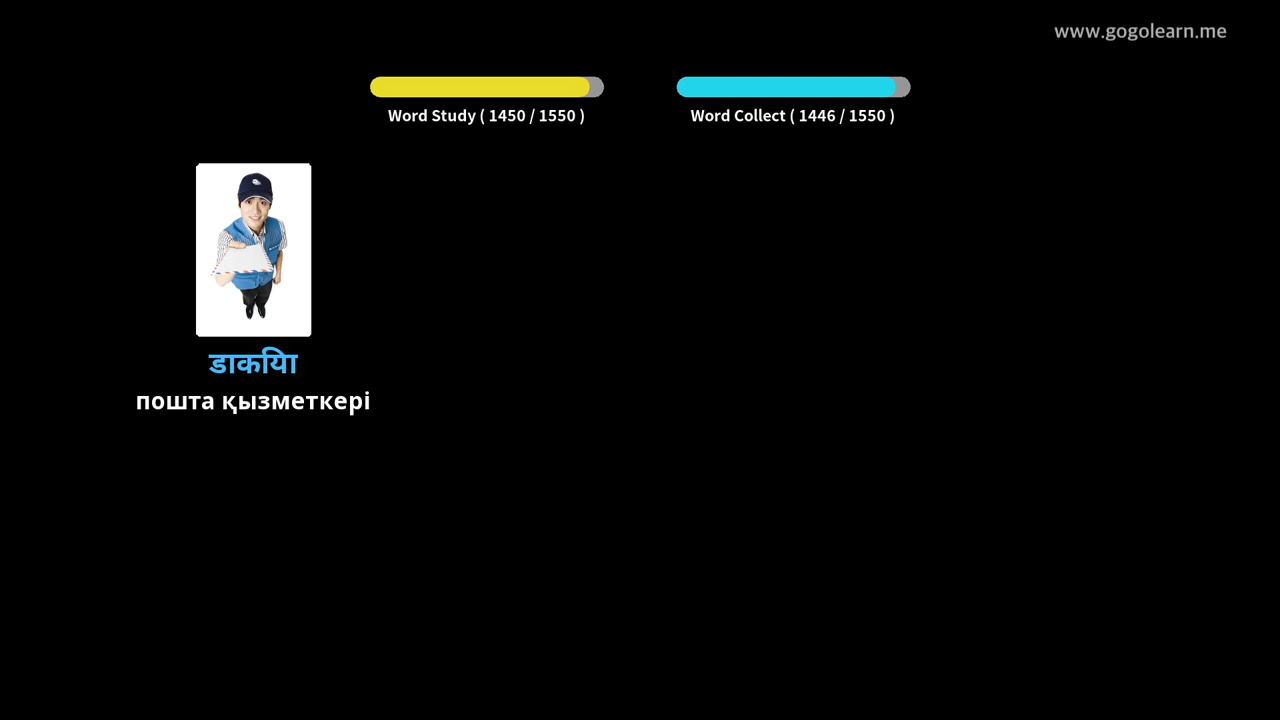 www.gogolearn.me
Word Study ( 1450 / 1550 )
Word Collect ( 1446 / 1550 )
डाकिया
пошта қызметкері